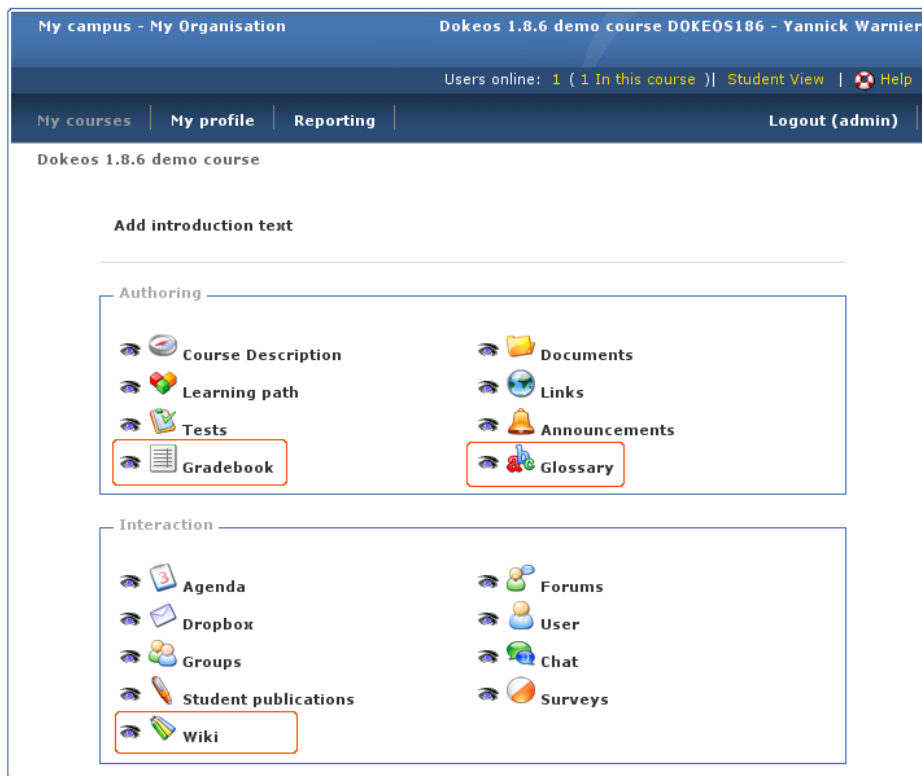 My campus - My Organisation Dokeos 1.8.6 demo course DOKEOS186 - Yannick Warnier
Users online: 1 ( 1 In this course )| Student View | Help
My courses My profile Reporting Logout (admin)
Dokeos 1.8.6 demo course
Add introduction text
Authoring
Course Description Documents
Learning path Links
Tests Announcements
Gradebook abc Glossary
Interaction
3 Agenda Forums
Dropbox User
Groups Chat
Student publications Surveys
Wiki